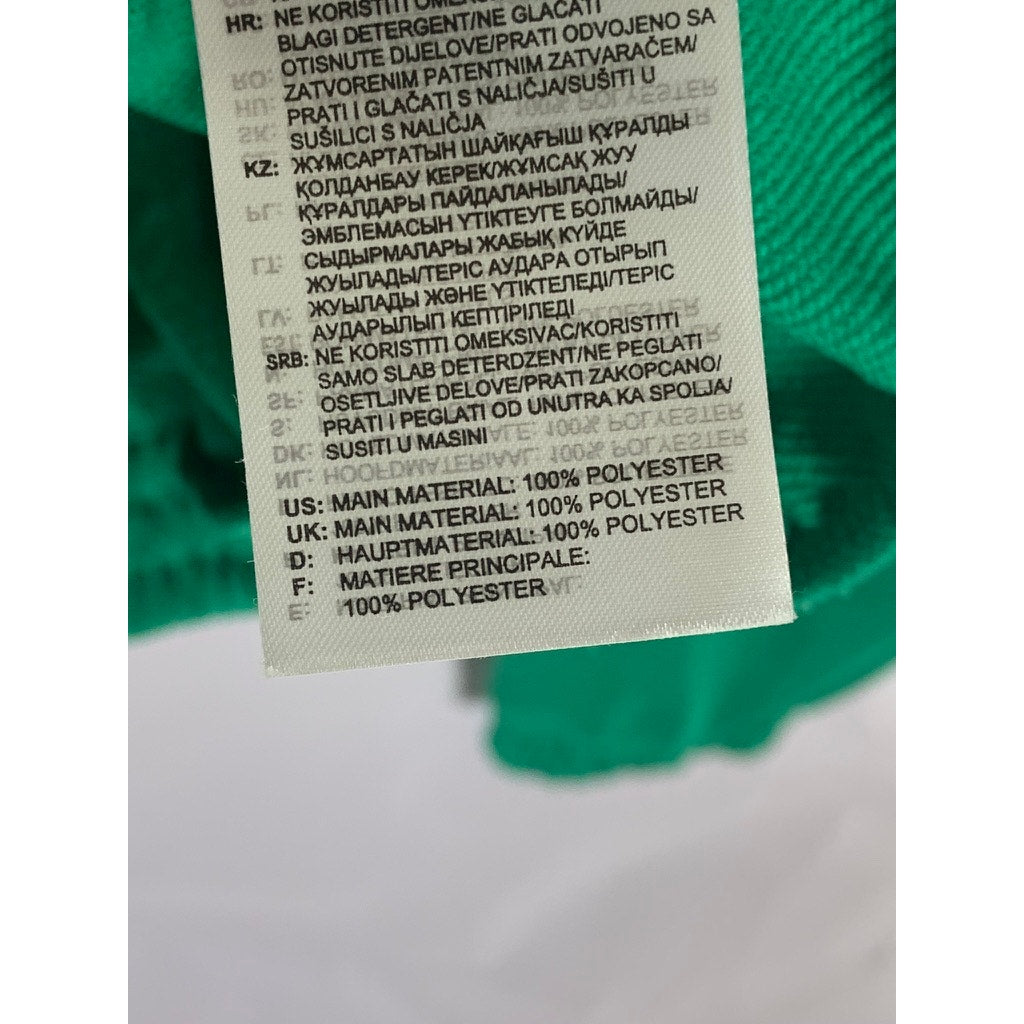 HR: NE KORISTITI
BLAGI DETERGENT/NE GLAČATI
OTISNUTE DIJELOVE/PRATI ODVOJENO SA
ZATVORENIM PATENTNIM ZATVARAČEM/
PRATI I GLAČATI S NALIČJA/SUŠITI U
SUŠILICI S NALIČJA
KZ: ЖҰМСАРТАТЫН ШАЙҚАҒЫШ ҚҰРАЛДЫ
ҚОЛДАНБАУ КЕРЕК/ЖҰМСАҚ ЖУУ
ҚҰРАЛДАРЫ ПАЙДАЛАНЫЛАДЫ/
ЭМБЛЕМАСЫН ҮТІКТЕУГЕ БОЛМАЙДЫ/
СЫДЫРМАЛАРЫ ЖАБЫҚ КҮЙДЕ
ЖУЫЛАДЫ/ТЕРІС АУДАРА ОТЫРЫП
ЖУЫЛАДЫ ЖӘНЕ ҮТІКТЕЛЕДІ/ТЕРІС
АУДАРЫЛЫП КЕПТІРІЛЕДІ
SRB: NE KORISTITI OMEKSIVAC/KORISTITI
SAMO SLAB DETERDZENT/NE PEGLATI
OSETLJIVE DELOVE/PRATI ZAKOPCANO/
PRATI I PEGLATI OD UNUTRA KA SPOLJA/
SUSITI U MASINI
US: MAIN MATERIAL: 100% POLYESTER
UK: MAIN MATERIAL: 100% POLYESTER
D: HAUPTMATERIAL: 100% POLYESTER
F: MATIERE PRINCIPALE:
100% POLYESTER